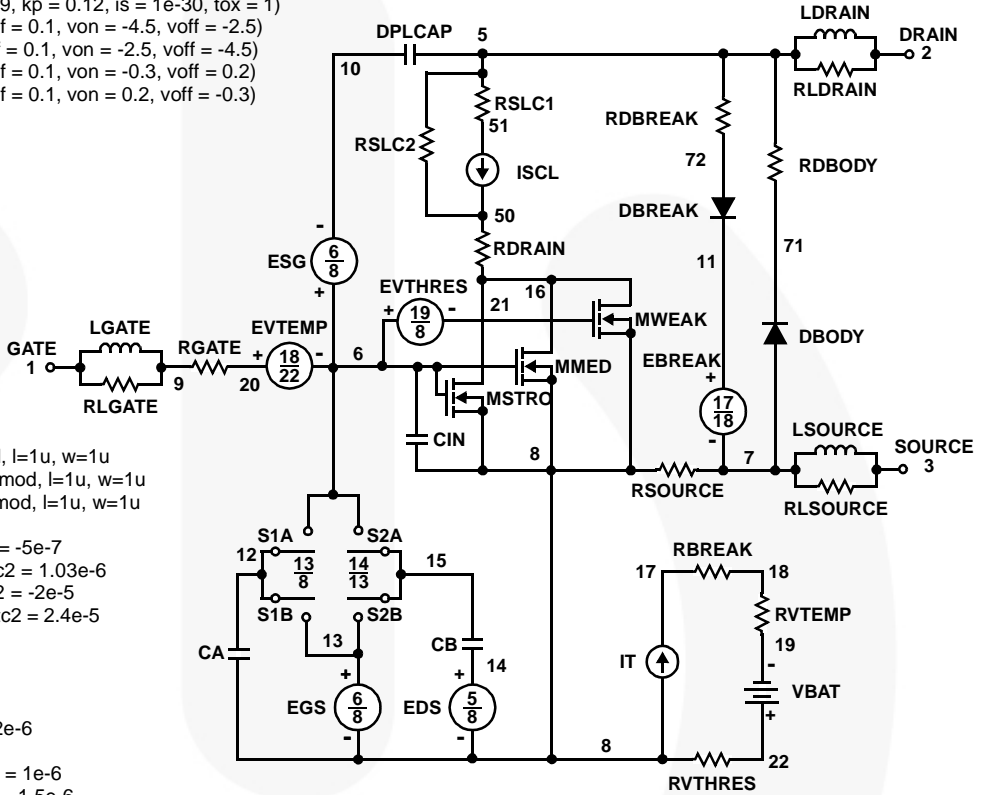 9, kp = 0.12, is = 1e-30, tox = 1)
f = 0.1, von = -4.5, voff = -2.5)
f = 0.1, von = -2.5, voff = -4.5)
f = 0.1, von = -0.3, voff = 0.2)
f = 0.1, von = 0.2, voff = -0.3)
LDRAIN
DPLCAP 5 DRAIN
10 2
RLDRAIN
RSLC1
51
RDBREAK
RSLC2
ISCL
72
RDBODY
50
DBREAK
RDRAIN
71
11
-
ESG 6/8
+
EVTHRES
+ 19/8 -
16
21
MWEAK
LGATE
GATE
1
RLGATE
9
RGATE
20
EVTEMP
+ 18/22 -
6
MMED
MSTRO
DBODY
EBREAK
+
17/18
-
CIN
8
7
LSOURCE
SOURCE
3
RSOURCE
RLSOURCE
, l=1u, w=1u
mod, l=1u, w=1u
mod, l=1u, w=1u
= -5e-7
c2 = 1.03e-6
2 = -2e-5
c2 = 2.4e-5
S1A S2A
12 13/8 14/13 15
S1B S2B
13
CA
CB
14
+ +
EGS 6/8 EDS 5/8
- -
RBREAK
17 18
RVTEMP
19
IT
-
VBAT
+
8
22
RVTHRES
2e-6
= 1e-6